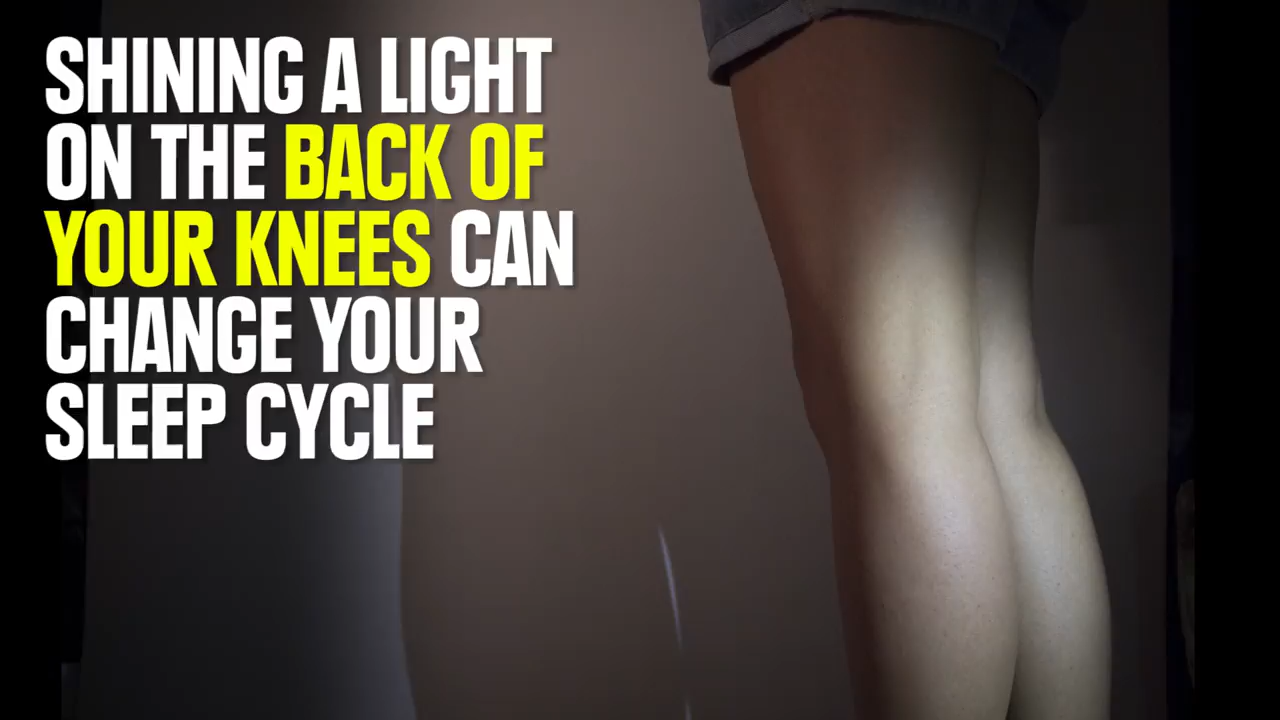 SHINING A LIGHT
ON THE BACK OF
YOUR KNEES CAN
CHANGE YOUR
SLEEP CYCLE